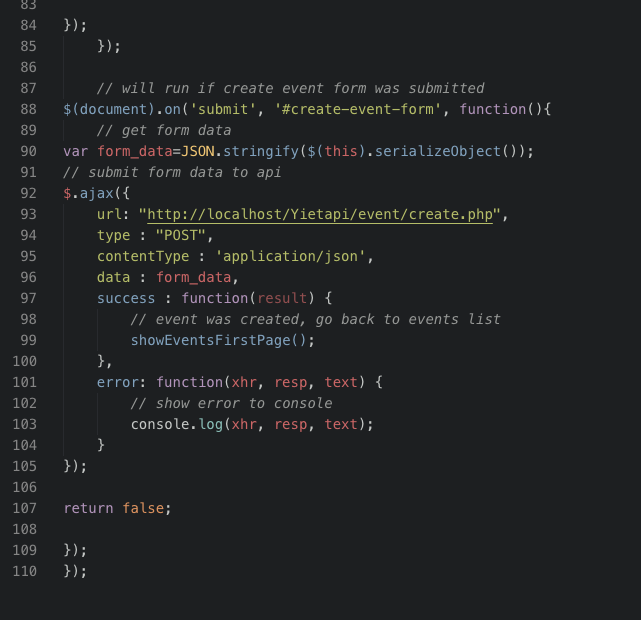 83
84 });
85     });
86
87     // will run if create event form was submitted
88 $(document).on('submit', '#create-event-form', function(){
89     // get form data
90 var form_data=JSON.stringify($(this).serializeObject());
91 // submit form data to api
92 $.ajax({
93     url: "http://localhost/Yietapi/event/create.php",
94     type : "POST",
95     contentType : 'application/json',
96     data : form_data,
97     success : function(result) {
98         // event was created, go back to events list
99         showEventsFirstPage();
100     },
101     error: function(xhr, resp, text) {
102         // show error to console
103         console.log(xhr, resp, text);
104     }
105 });
106
107 return false;
108
109 });
110 });